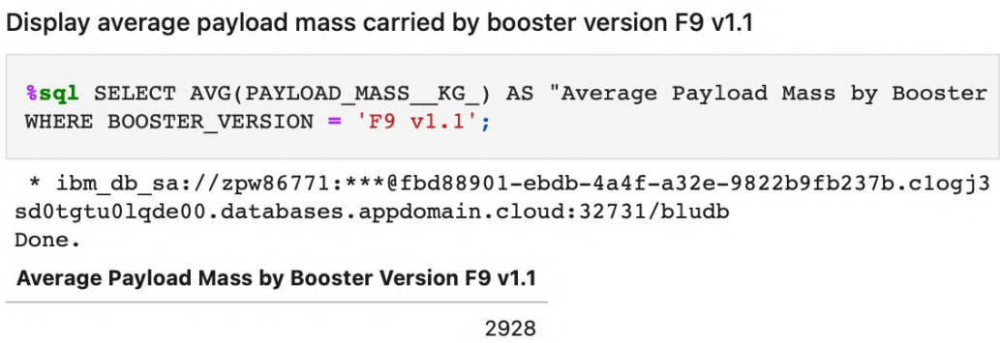 Display average payload mass carried by booster version F9 v1.1
%sql SELECT AVG(PAYLOAD_MASS__KG_) AS "Average Payload Mass by Booster
WHERE BOOSTER_VERSION = 'F9 v1.1';
* ibm_db_sa://zpw86771:***@fbd88901-ebdb-4a4f-a32e-9822b9fb237b.c1ogj3
sd0tgtu0lqde00.databases.appdomain.cloud:32731/bludb
Done.
Average Payload Mass by Booster Version F9 v1.1
2928